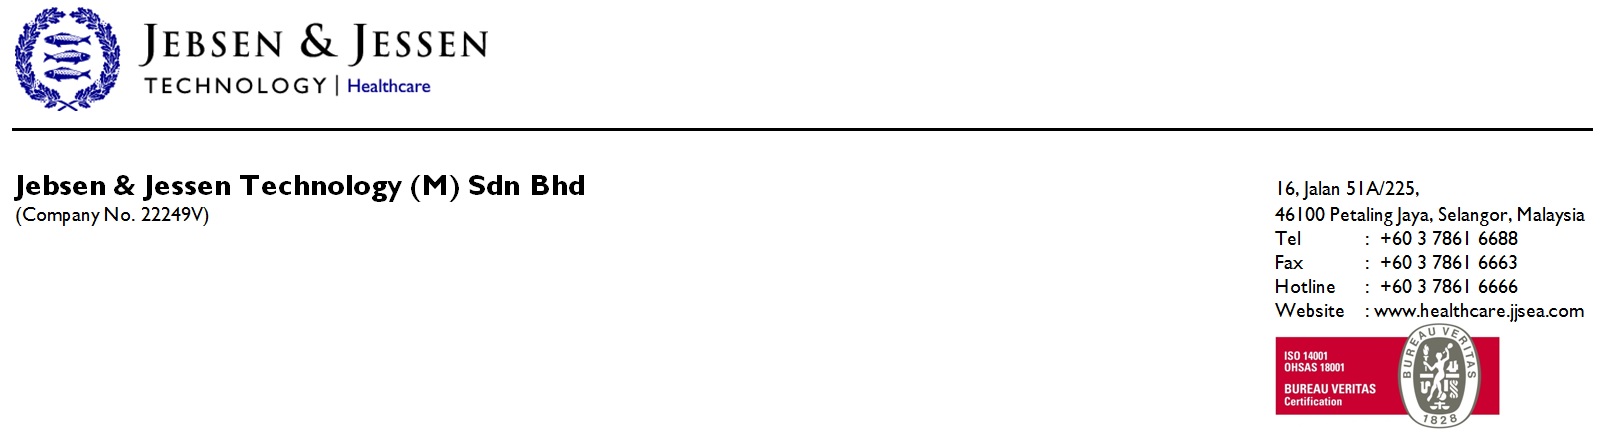 JEBSEN & JESSEN
TECHNOLOGY | Healthcare
Jebsen & Jessen Technology (M) Sdn Bhd
(Company No. 22249V)
16, Jalan 51A/225,
46100 Petaling Jaya, Selangor, Malaysia
Tel : +60 3 7861 6688
Fax : +60 3 7861 6663
Hotline : +60 3 7861 6666
Website : www.healthcare.jjsea.com
ISO 14001
OHSAS 18001
BUREAU VERITAS
Certification
BUREAU VERITAS
1828